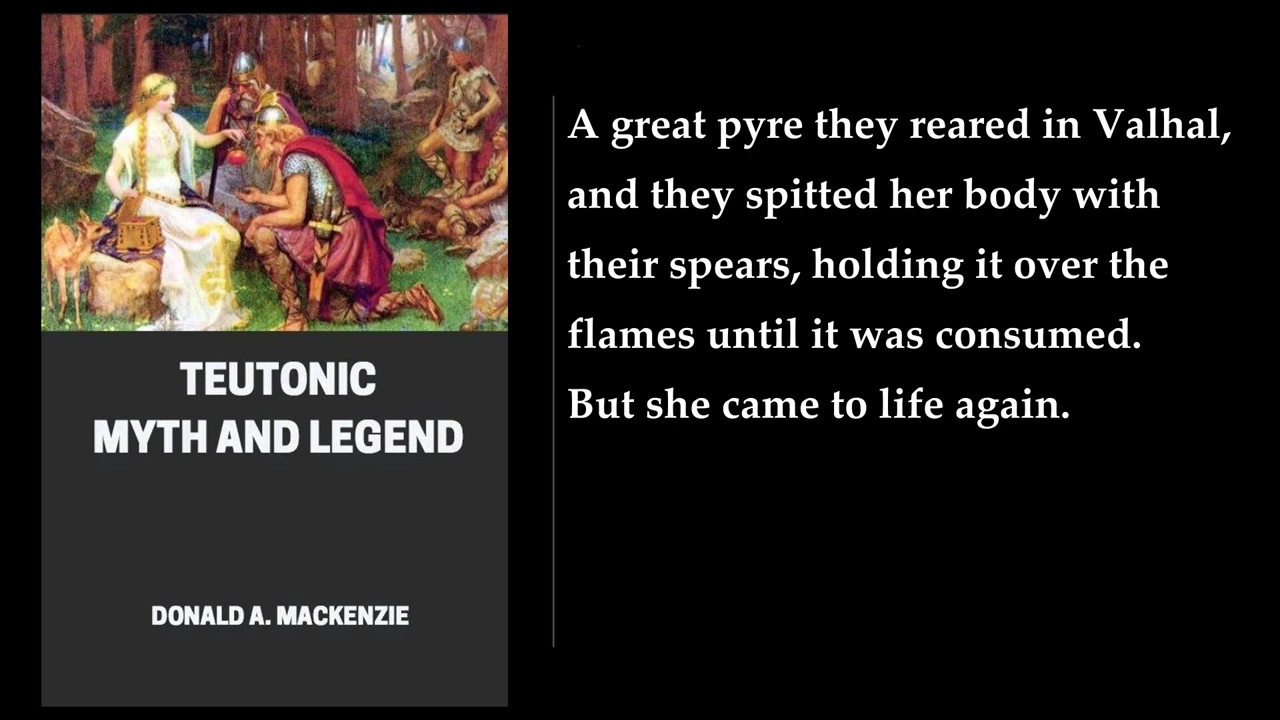 TEUTONIC
MYTH AND LEGEND
DONALD A. MACKENZIE
A great pyre they reared in Valhal,
and they spitted her body with
their spears, holding it over the
flames until it was consumed.
But she came to life again.